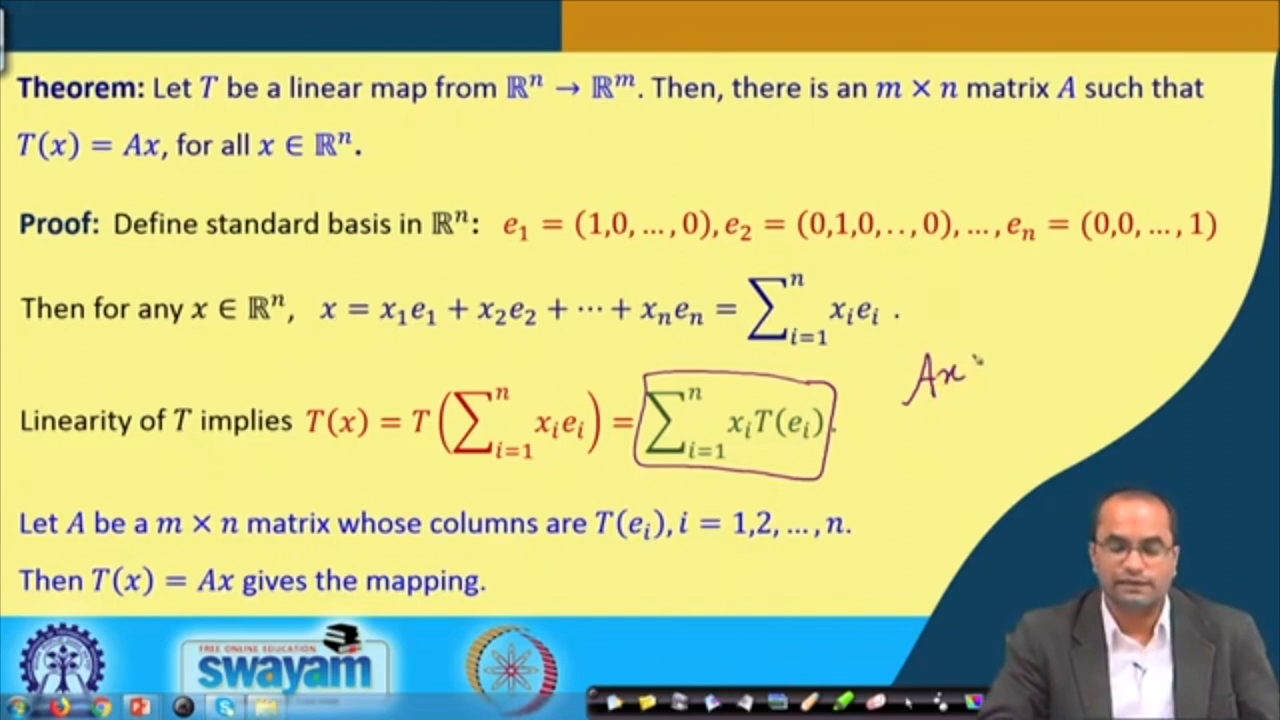 Theorem: Let T be a linear map from ℝⁿ → ℝᵐ. Then, there is an m × n matrix A such that
T(x) = Ax, for all x ∈ ℝⁿ.
Proof: Define standard basis in ℝⁿ: e₁ = (1,0, … , 0), e₂ = (0,1,0, . . , 0), … , eₙ = (0,0, … , 1)
Then for any x ∈ ℝⁿ, x = x₁e₁ + x₂e₂ + ⋯ + xₙeₙ = ∑ⁿᵢ₌₁ xᵢeᵢ .
Ax
Linearity of T implies T(x) = T(∑ⁿᵢ₌₁ xᵢeᵢ) = ∑ⁿᵢ₌₁ xᵢT(eᵢ).
Let A be a m × n matrix whose columns are T(eᵢ), i = 1,2, … , n.
Then T(x) = Ax gives the mapping.
FREE ONLINE EDUCATION
swayam